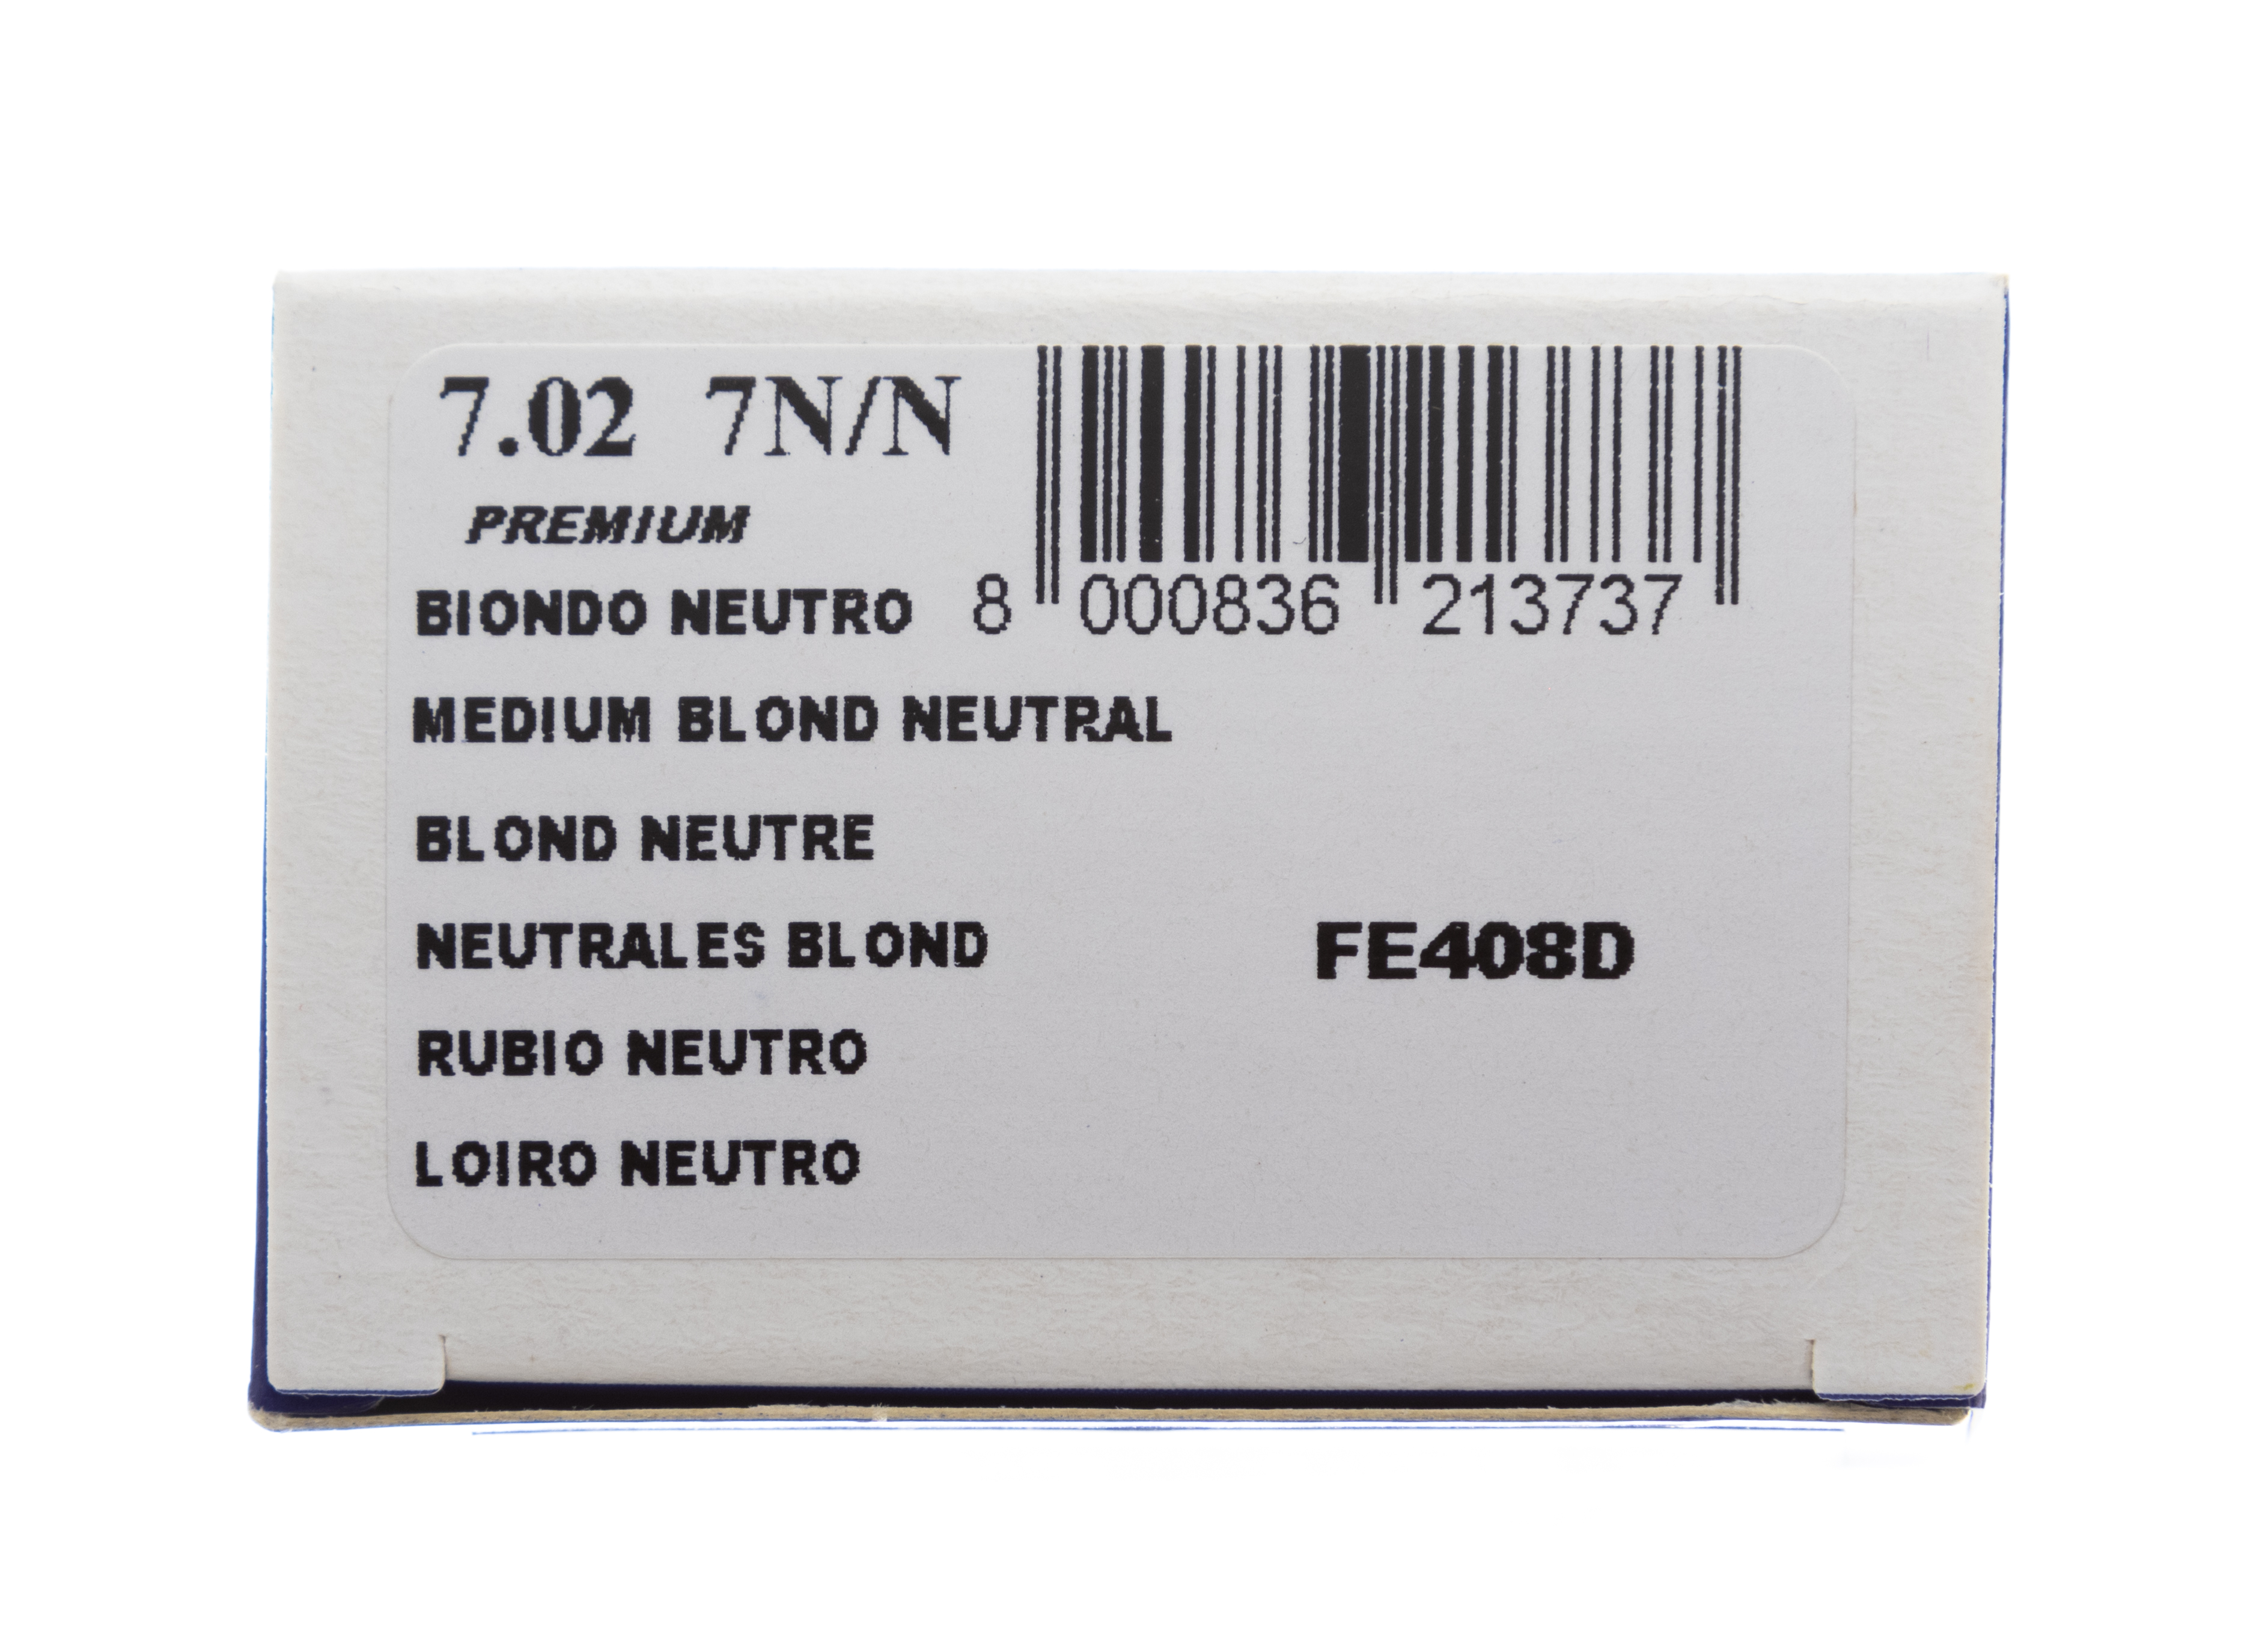 7.02 7N/N
PREMIUM
BIONDO NEUTRO
8 000836 213737
MEDIUM BLOND NEUTRAL
BLOND NEUTRE
NEUTRALES BLOND
FE408D
RUBIO NEUTRO
LOIRO NEUTRO